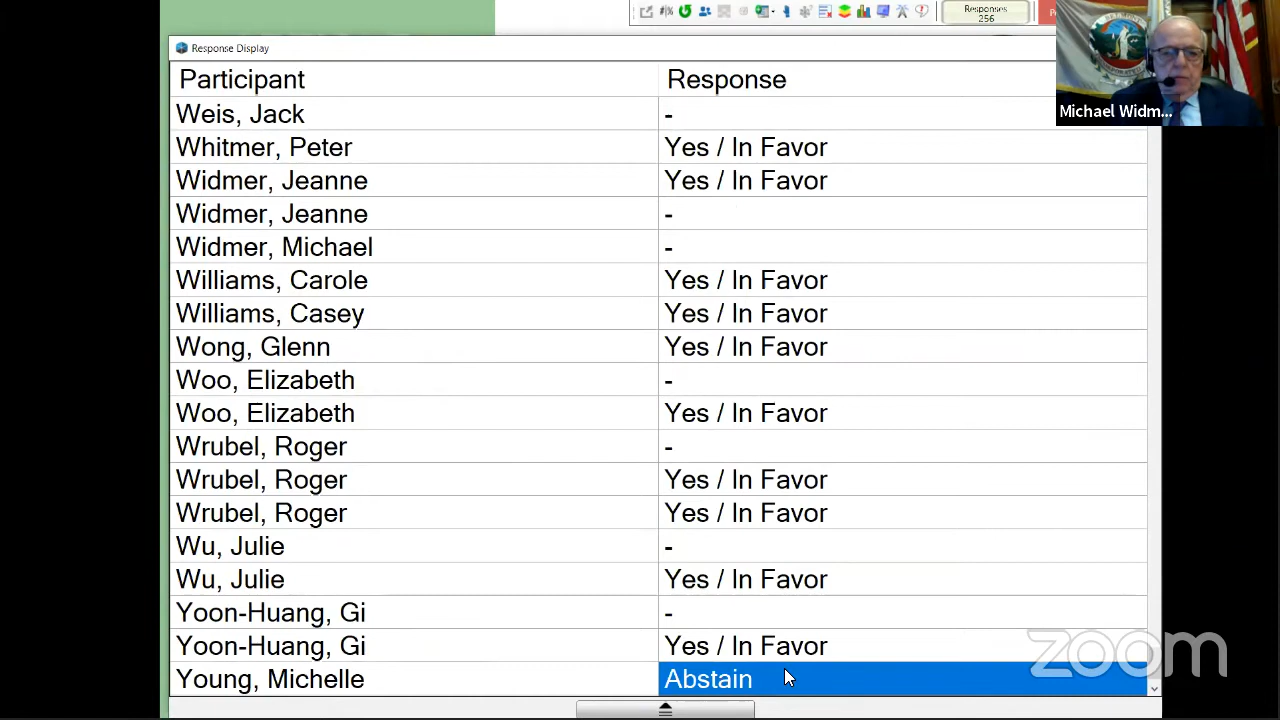 Responses
256
Response Display
Participant Response
Weis, Jack -
Whitmer, Peter Yes / In Favor
Widmer, Jeanne Yes / In Favor
Widmer, Jeanne -
Widmer, Michael -
Williams, Carole Yes / In Favor
Williams, Casey Yes / In Favor
Wong, Glenn Yes / In Favor
Woo, Elizabeth -
Woo, Elizabeth Yes / In Favor
Wrubel, Roger -
Wrubel, Roger Yes / In Favor
Wrubel, Roger Yes / In Favor
Wu, Julie -
Wu, Julie Yes / In Favor
Yoon-Huang, Gi -
Yoon-Huang, Gi Yes / In Favor
Young, Michelle Abstain
Michael Widm...
zoom